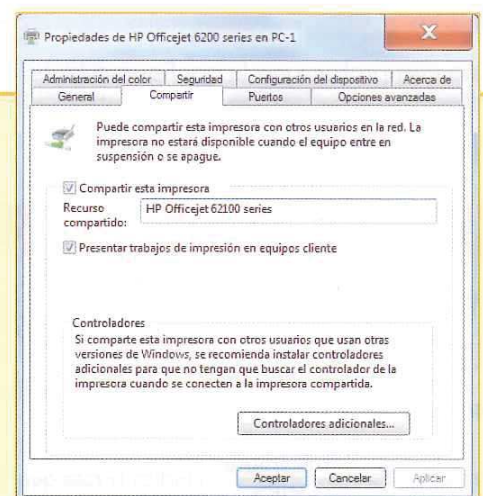 Propiedades de HP Officejet 6200 series en PC-1
Administración del color Seguridad Configuración del dispositivo Acerca de
General Compartir Puertos Opciones avanzadas
Puede compartir esta impresora con otros usuarios en la red. La
impresora no estará disponible cuando el equipo entre en
suspensión o se apague.
Compartir esta impresora
Recurso HP Officejet 62100 series
compartido:
Presentar trabajos de impresión en equipos cliente
Controladores
Si comparte esta impresora con otros usuarios que usan otras
versiones de Windows, se recomienda instalar controladores
adicionales para que no tengan que buscar el controlador de la
impresora cuando se conecten a la impresora compartida.
Controladores adicionales...
Aceptar Cancelar Aplicar